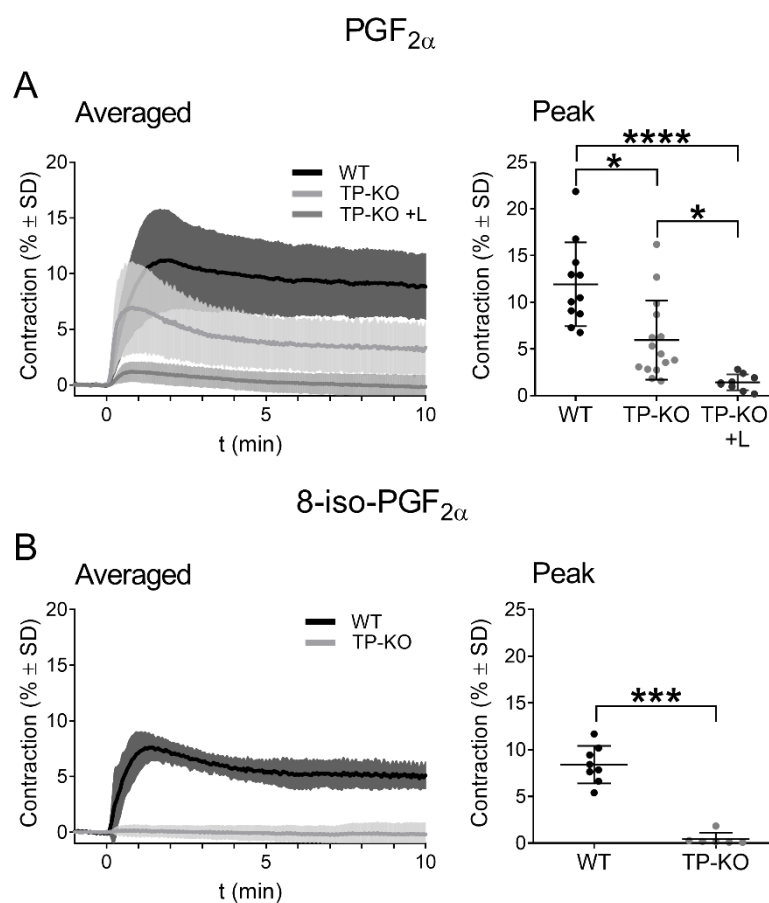 PGF2α
A
Averaged
Peak
Contraction (% ± SD)
20
15
10
5
0
WT
TP-KO
TP-KO +L
0
5
10
t (min)
Contraction (% ± SD)
25
20
15
10
5
0
****
*
*
WT
TP-KO
TP-KO
+L
8-iso-PGF2α
B
Averaged
Peak
Contraction (% ± SD)
20
15
10
5
0
WT
TP-KO
0
5
10
t (min)
Contraction (% ± SD)
25
20
15
10
5
0
***
WT
TP-KO